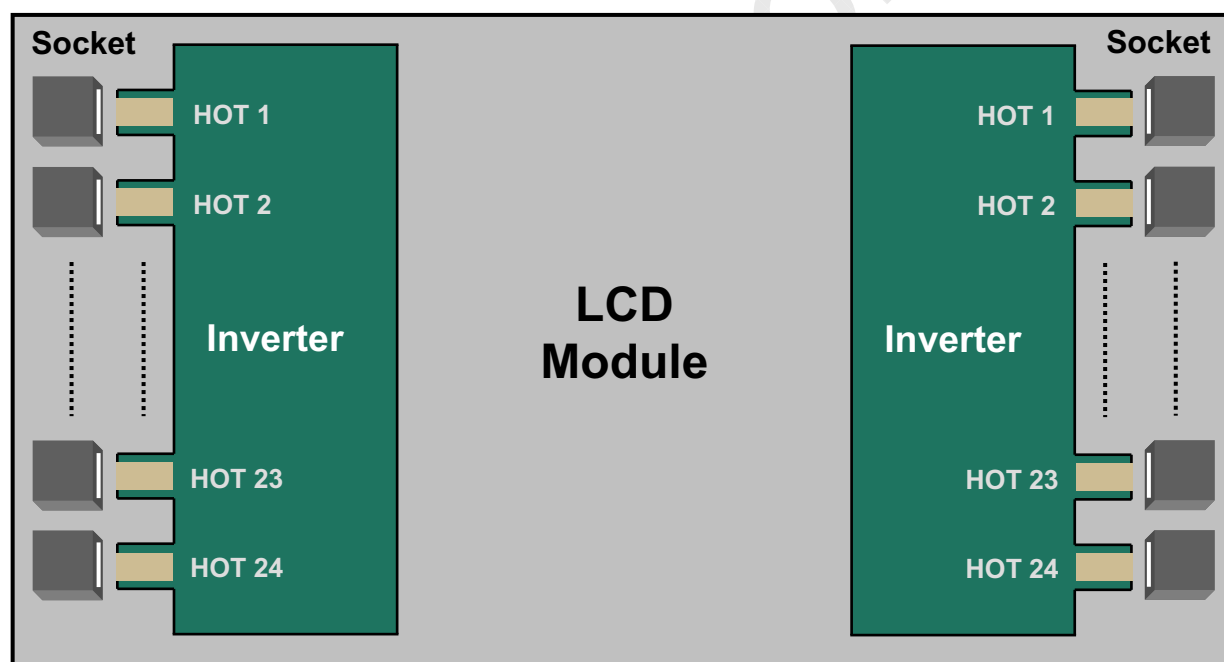 Socket
HOT 1
HOT 2
Inverter
HOT 23
HOT 24
LCD
Module
Socket
HOT 1
HOT 2
Inverter
HOT 23
HOT 24